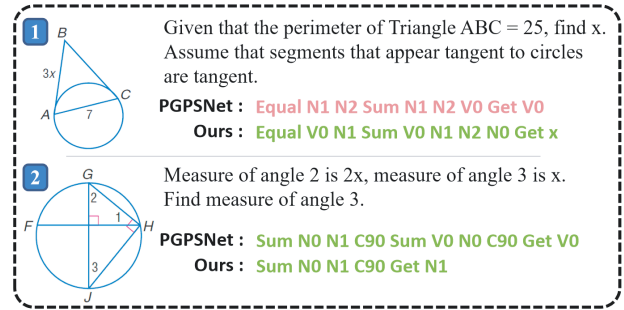 1
B
Given that the perimeter of Triangle ABC = 25, find x.
Assume that segments that appear tangent to circles
are tangent.
3x
C
A
7
PGPSNet : Equal N1 N2 Sum N1 N2 V0 Get V0
Ours : Equal V0 N1 Sum V0 N1 N2 N0 Get x
2
G
Measure of angle 2 is 2x, measure of angle 3 is x.
Find measure of angle 3.
2
F
1
H
3
J
PGPSNet : Sum N0 N1 C90 Sum V0 N0 C90 Get V0
Ours : Sum N0 N1 C90 Get N1